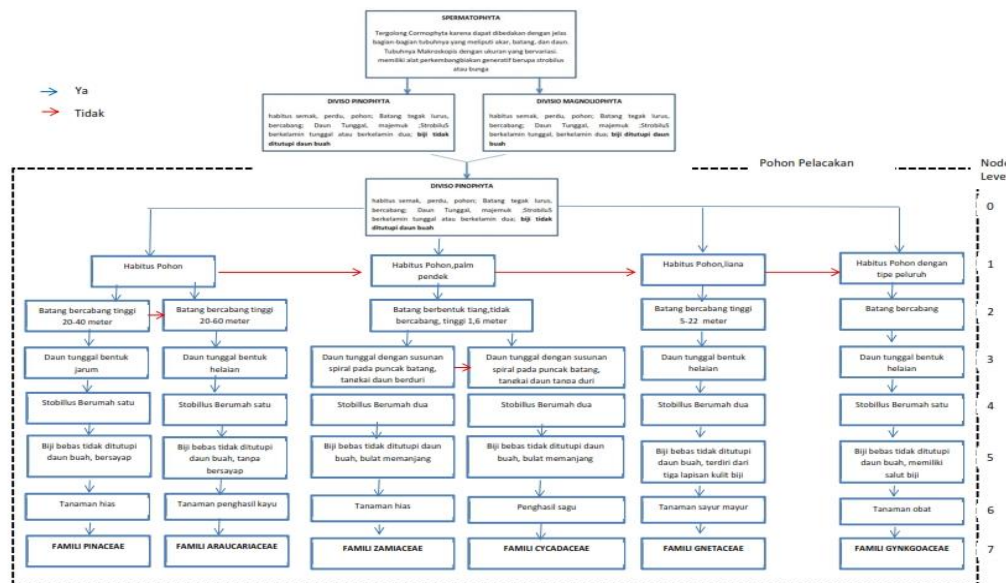 SPERMATOPHYTA
Tergolong Cormophyta karena dapat dibedakan dengan jelas
bagian-bagian tubuhnya yang meliputi akar, batang, dan daun.
Tubuhnya Makroskopis dengan ukuran yang bervariasi.
memiliki alat perkembangbiakan generatif berupa strobilus
atau bunga
Ya
Tidak
DIVISO PINOPHYTA
habitus semak, perdu, pohon; Batang tegak lurus,
bercabang; Daun Tunggal, majemuk ;StrobiluS
berkelamin tunggal atau berkelamin dua; biji tidak
ditutupi daun buah
DIVISIO MAGNOLIOPHYTA
habitus semak, perdu, pohon; Batang tegak lurus,
bercabang; Daun Tunggal, majemuk ;StrobiluS
berkelamin tunggal, berkelamin dua; biji ditutupi daun
buah
Pohon Pelacakan
Node
Level
DIVISO PINOPHYTA
habitus semak, perdu, pohon; Batang tegak lurus,
bercabang; Daun Tunggal, majemuk ;StrobiluS
berkelamin tunggal atau berkelamin dua; biji tidak
ditutupi daun buah
0
Habitus Pohon
Habitus Pohon,palm
pendek
Habitus Pohon,liana
Habitus Pohon dengan
tipe peluruh
1
Batang bercabang tinggi
20-40 meter
Batang bercabang tinggi
20-60 meter
Batang berbentuk tiang,tidak
bercabang, tinggi 1,6 meter
Batang bercabang tinggi
5-22 meter
Batang bercabang
2
Daun tunggal bentuk
jarum
Daun tunggal bentuk
helaian
Daun tunggal dengan susunan
spiral pada puncak batang,
tangkai daun berduri
Daun tunggal dengan susunan
spiral pada puncak batang,
tangkai daun tanpa duri
Daun tunggal bentuk
helaian
Daun tunggal bentuk
helaian
3
Stobillus Berumah satu
Stobillus Berumah satu
Stobillus Berumah dua
Stobillus Berumah dua
Stobillus Berumah dua
Stobillus Berumah satu
4
Biji bebas tidak ditutupi
daun buah, bersayap
Biji bebas tidak ditutupi
daun buah, tanpa
bersayap
Biji bebas tidak ditutupi daun
buah, bulat memanjang
Biji bebas tidak ditutupi daun
buah, bulat memanjang
Biji bebas tidak ditutupi
daun buah, terdiri dari
tiga lapisan kulit biji
Biji bebas tidak ditutupi
daun buah, memiliki
salut biji
5
Tanaman hias
Tanaman penghasil kayu
Tanaman hias
Penghasil sagu
Tanaman sayur mayur
Tanaman obat
6
FAMILI PINACEAE
FAMILI ARAUCARIACEAE
FAMILI ZAMIACEAE
FAMILI CYCADACEAE
FAMILI GNETACEAE
FAMILI GYNKGOACEAE
7